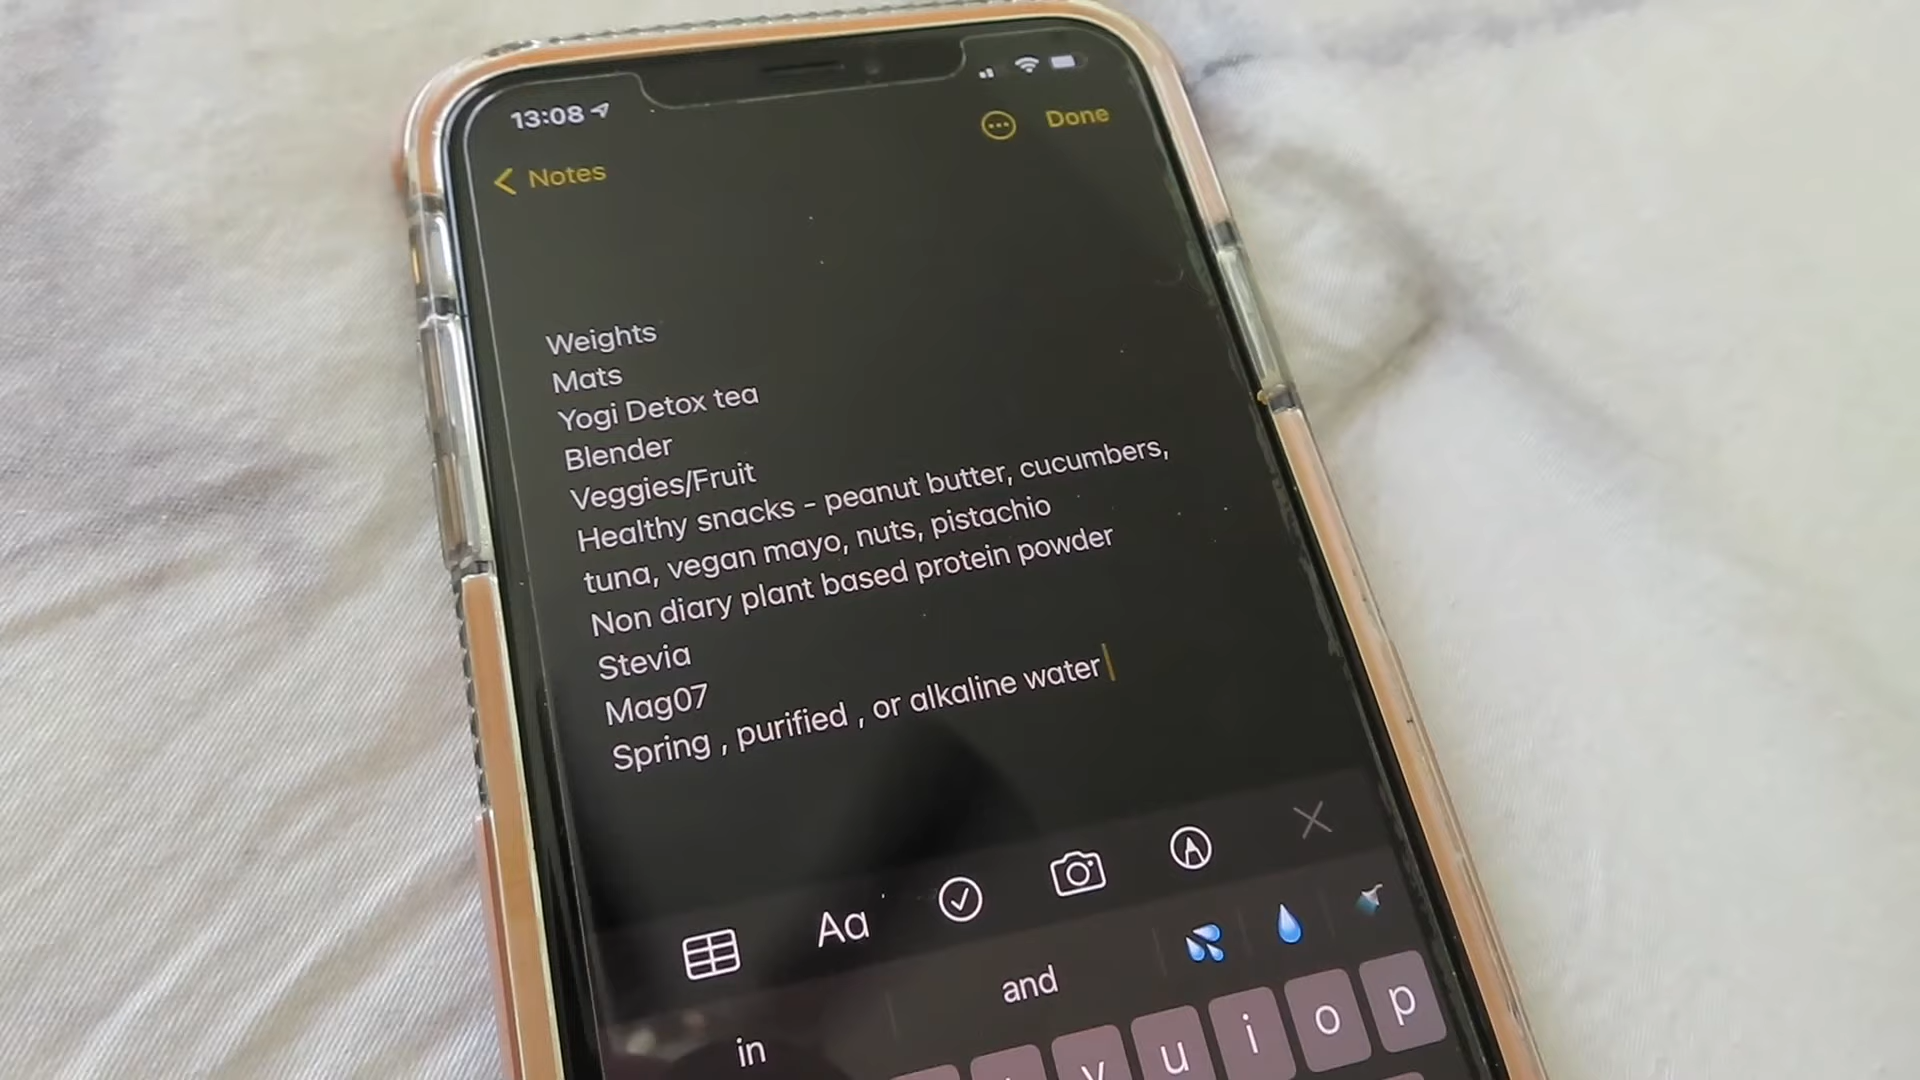 13:08
Done
Notes
Weights
Mats
Yogi Detox tea
Blender
Veggies/Fruit
Healthy snacks - peanut butter, cucumbers,
tuna, vegan mayo, nuts, pistachio
Non diary plant based protein powder
Stevia
Mag07
Spring , purified , or alkaline water
Aa
in
and
y u i o p